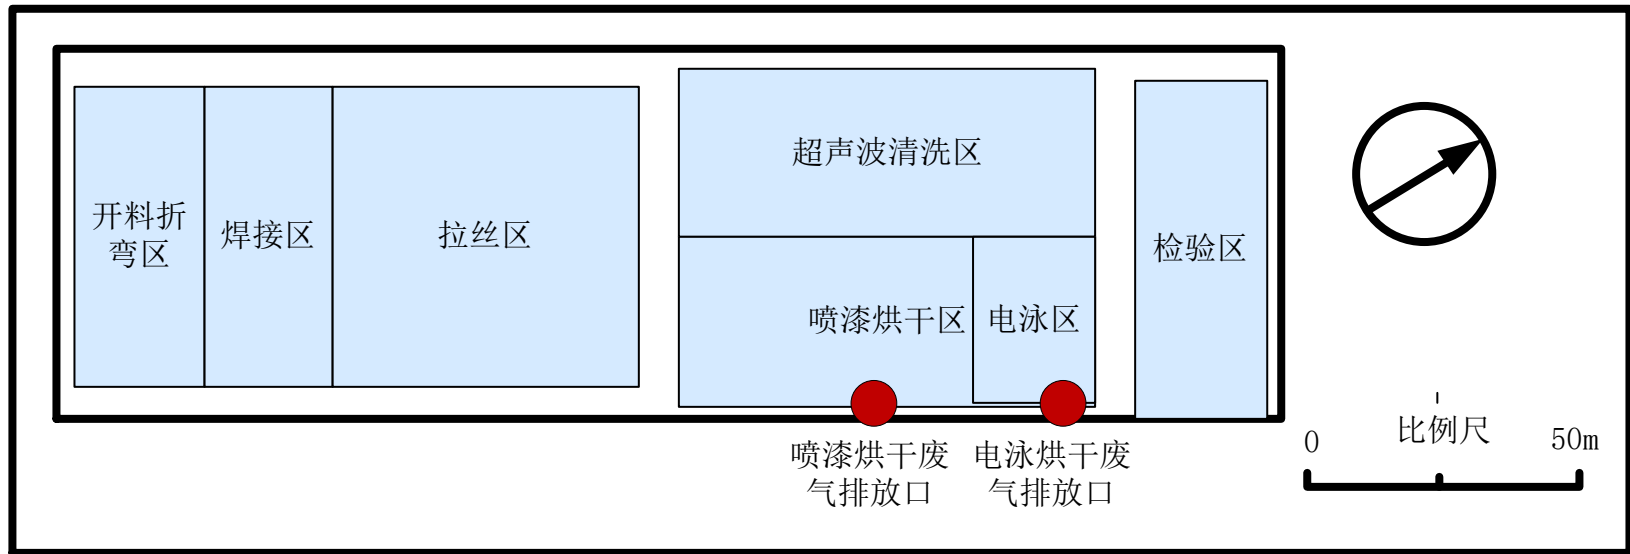 开料折
弯区
焊接区
拉丝区
超声波清洗区
喷漆烘干区
电泳区
检验区
喷漆烘干废
气排放口
电泳烘干废
气排放口
比例尺
0
50m